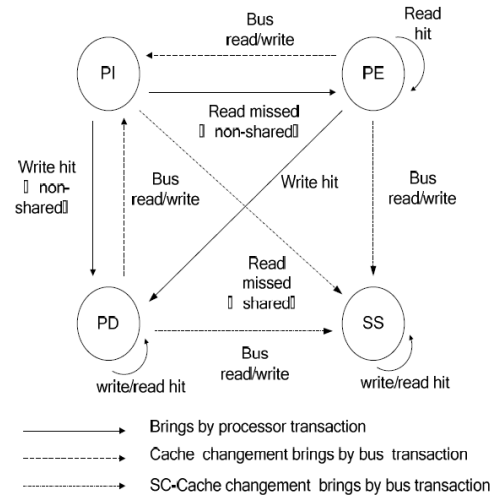 Bus
read/write
Read
hit
PI
PE
Read missed
▯ non-shared▯
Write hit
▯ non-
shared▯
Bus
read/write
Write hit
Bus
read/write
Read
missed
▯ shared▯
PD
SS
Bus
read/write
write/read hit
write/read hit
Brings by processor transaction
Cache changement brings by bus transaction
SC-Cache changement brings by bus transaction